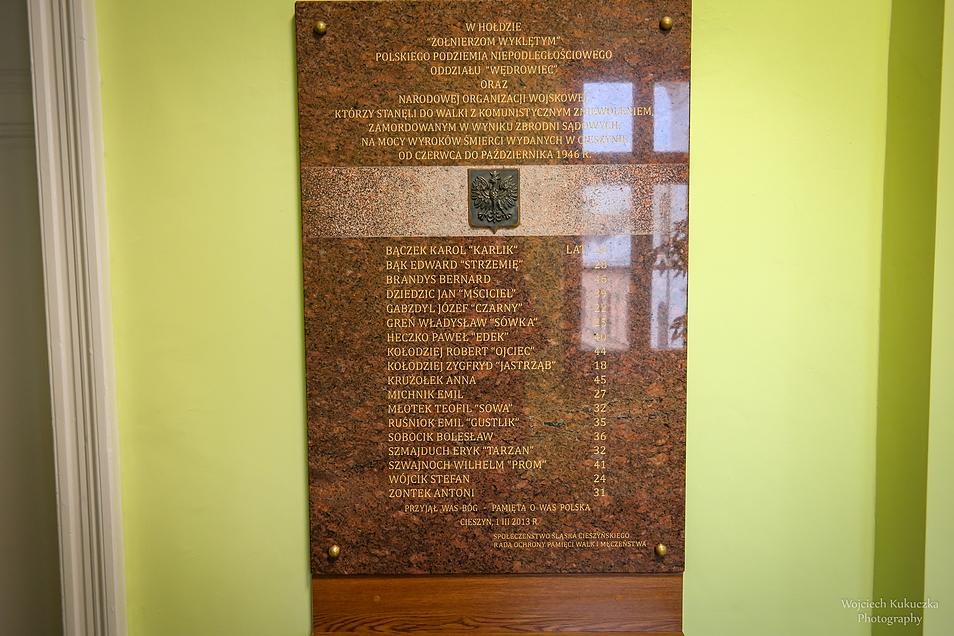 W HOŁDZIE
"ŻOŁNIERZOM WYKLĘTYM"
POLSKIEGO PODZIEMIA NIEPODLEGŁOŚCIOWEGO
ODDZIAŁU "WĘDROWIEC"
ORAZ
NARODOWEJ ORGANIZACJI WOJSKOWEJ,
KTÓRZY STANĘLI DO WALKI Z KOMUNISTYCZNYM ZNIEWOLENIEM,
ZAMORDOWANYM W WYNIKU ZBRODNI SĄDOWYCH,
NA MOCY WYROKÓW ŚMIERCI WYDANYCH W CIESZYNIE
OD CZERWCA DO PAŹDZIERNIKA 1946 R.
BĄCZEK KAROL "KARLIK" LAT
BĄK EDWARD "STRZEMIĘ"
BRANDYS BERNARD
DZIEDZIC JAN "MŚCICIEL"
GABZDYL JÓZEF "CZARNY"
GREŃ WŁADYSŁAW "SÓWKA"
HECZKO PAWEŁ "EDEK"
KOŁODZIEJ ROBERT "OJCIEC" 44
KOŁODZIEJ ZYGFRYD "JASTRZĄB" 18
KRUŻOŁEK ANNA 45
MICHNIK EMIL 27
MŁOTEK TEOFIL "SOWA" 32
RUŚNIOK EMIL "GUSTLIK" 35
SOBOCIK BOLESŁAW 36
SZMAJDUCH ERYK "TARZAN" 32
SZWAJNOCH WILHELM "PROM" 41
WÓJCIK STEFAN 24
ZONTEK ANTONI 31
PRZYJĄŁ WAS BÓG - PAMIĘTA O WAS POLSKA
CIESZYN, 1 III 2013 R.
SPOŁECZEŃSTWO ŚLĄSKA CIESZYŃSKIEGO
RADA OCHRONY PAMIĘCI WALK I MĘCZEŃSTWA
Wojciech Kukuczka
Photography